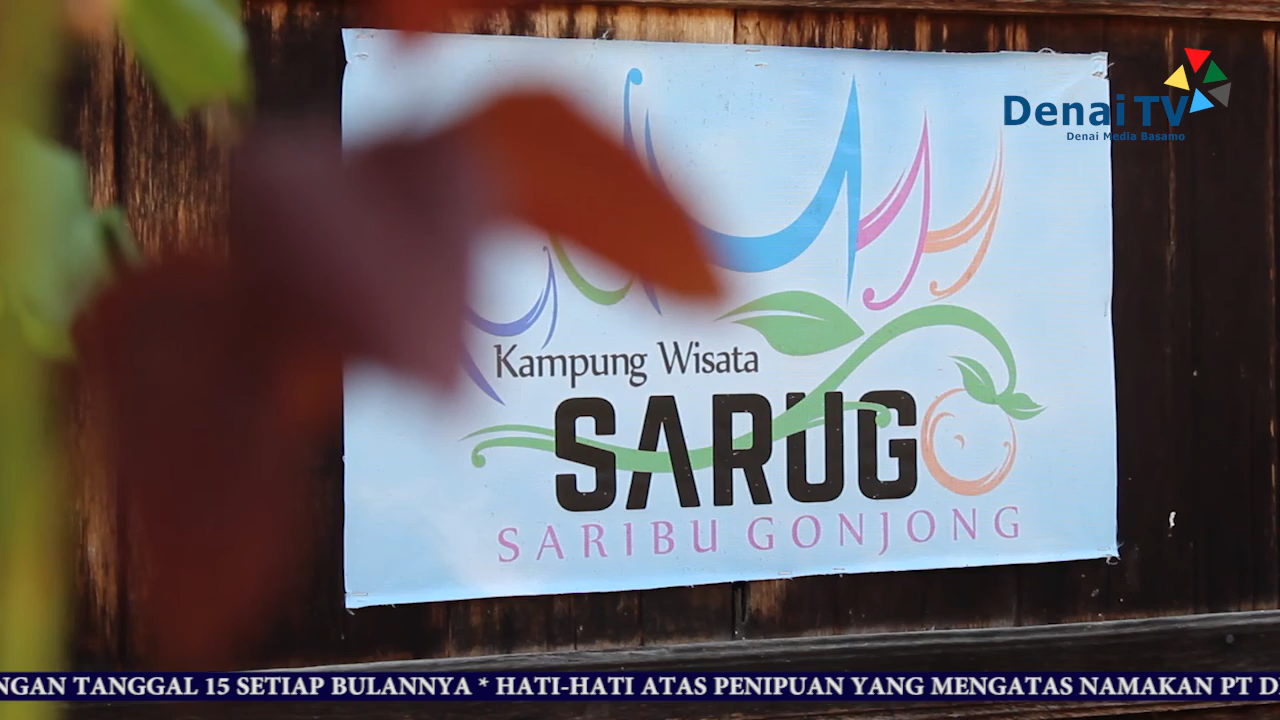 Denai TV
Denai Media Basamo
Kampung Wisata
SARUGO
SARIBU GONJONG
NGAN TANGGAL 15 SETIAP BULANNYA * HATI-HATI ATAS PENIPUAN YANG MENGATAS NAMAKAN PT D